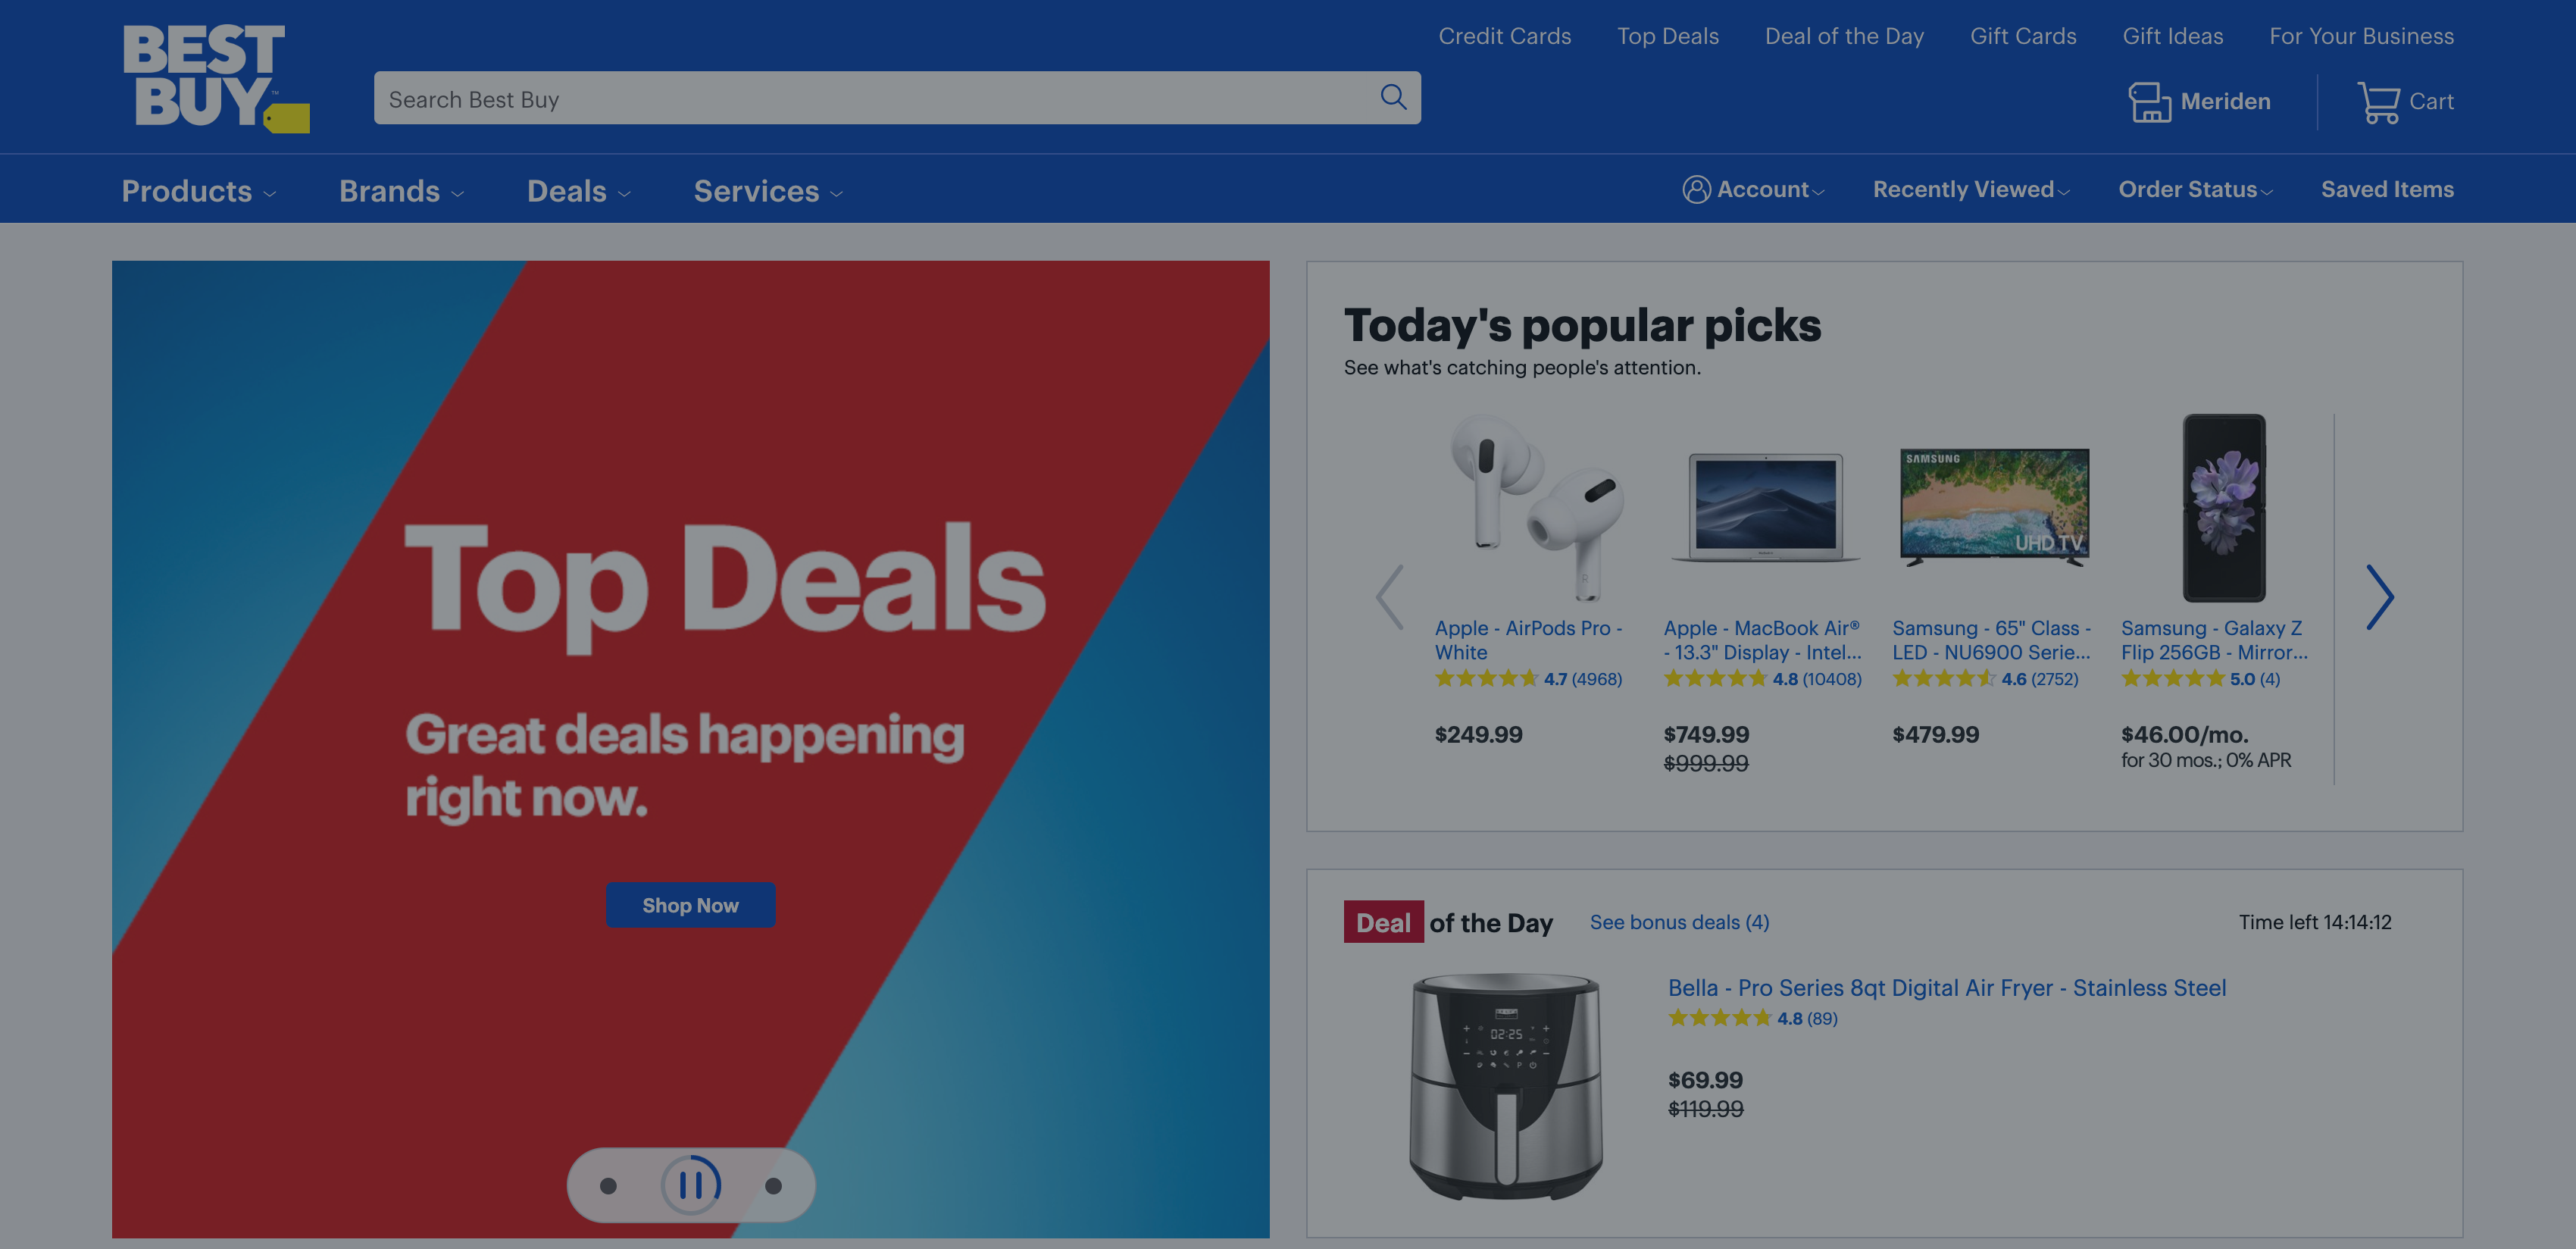 BEST
BUY™
Search Best Buy
Credit Cards Top Deals Deal of the Day Gift Cards Gift Ideas For Your Business
Meriden
Cart
Products Brands Deals Services
Account Recently Viewed Order Status Saved Items
Top Deals
Great deals happening
right now.
Shop Now
Today's popular picks
See what's catching people's attention.
R
SAMSUNG
UHD TV
Apple - AirPods Pro -
White
4.7 (4968)
$249.99
Apple - MacBook Air®
- 13.3" Display - Intel...
4.8 (10408)
$749.99
$999.99
Samsung - 65" Class -
LED - NU6900 Serie...
4.6 (2752)
$479.99
Samsung - Galaxy Z
Flip 256GB - Mirror...
5.0 (4)
$46.00/mo.
for 30 mos.; 0% APR
Deal of the Day
See bonus deals (4)
Time left 14:14:12
02:25
Bella - Pro Series 8qt Digital Air Fryer - Stainless Steel
4.8 (89)
$69.99
$119.99